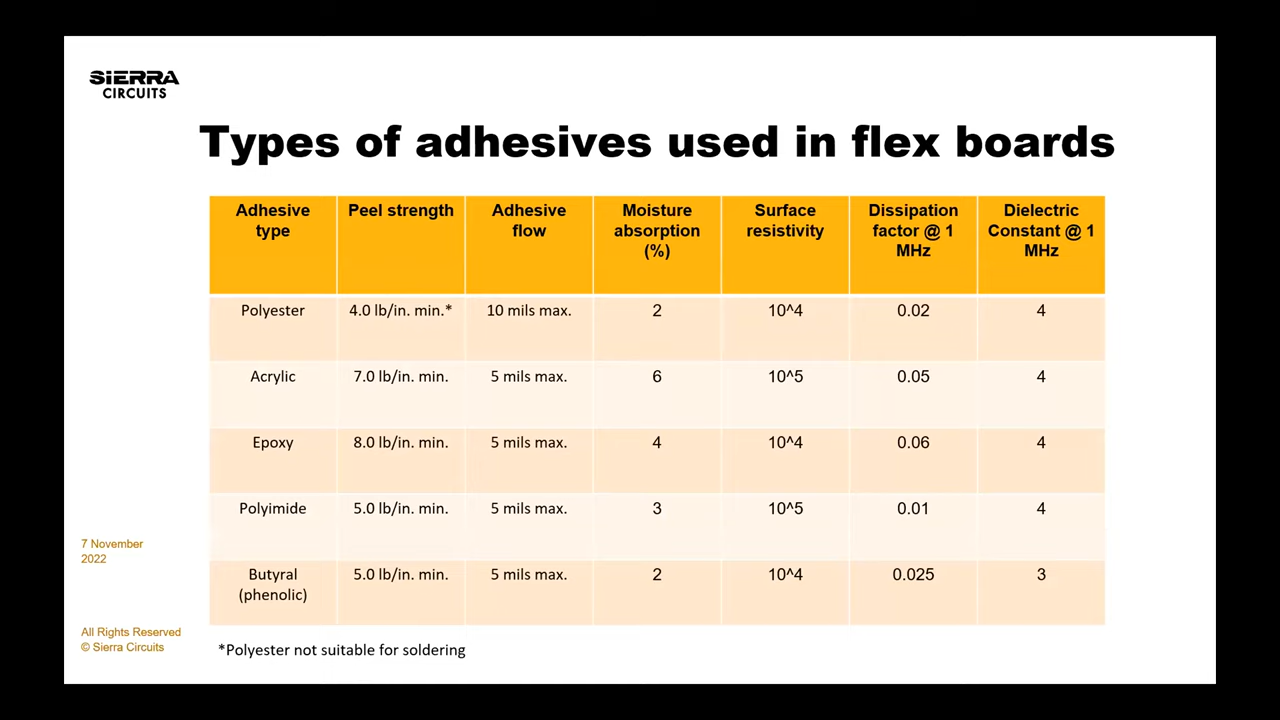 SiERRA
CIRCUITS
Types of adhesives used in flex boards
Adhesive type	Peel strength	Adhesive flow	Moisture absorption (%)	Surface resistivity	Dissipation factor @ 1 MHz	Dielectric Constant @ 1 MHz
Polyester	4.0 lb/in. min.*	10 mils max.	2	10^4	0.02	4
Acrylic	7.0 lb/in. min.	5 mils max.	6	10^5	0.05	4
Epoxy	8.0 lb/in. min.	5 mils max.	4	10^4	0.06	4
Polyimide	5.0 lb/in. min.	5 mils max.	3	10^5	0.01	4
Butyral (phenolic)	5.0 lb/in. min.	5 mils max.	2	10^4	0.025	3
*Polyester not suitable for soldering
7 November
2022
All Rights Reserved
© Sierra Circuits